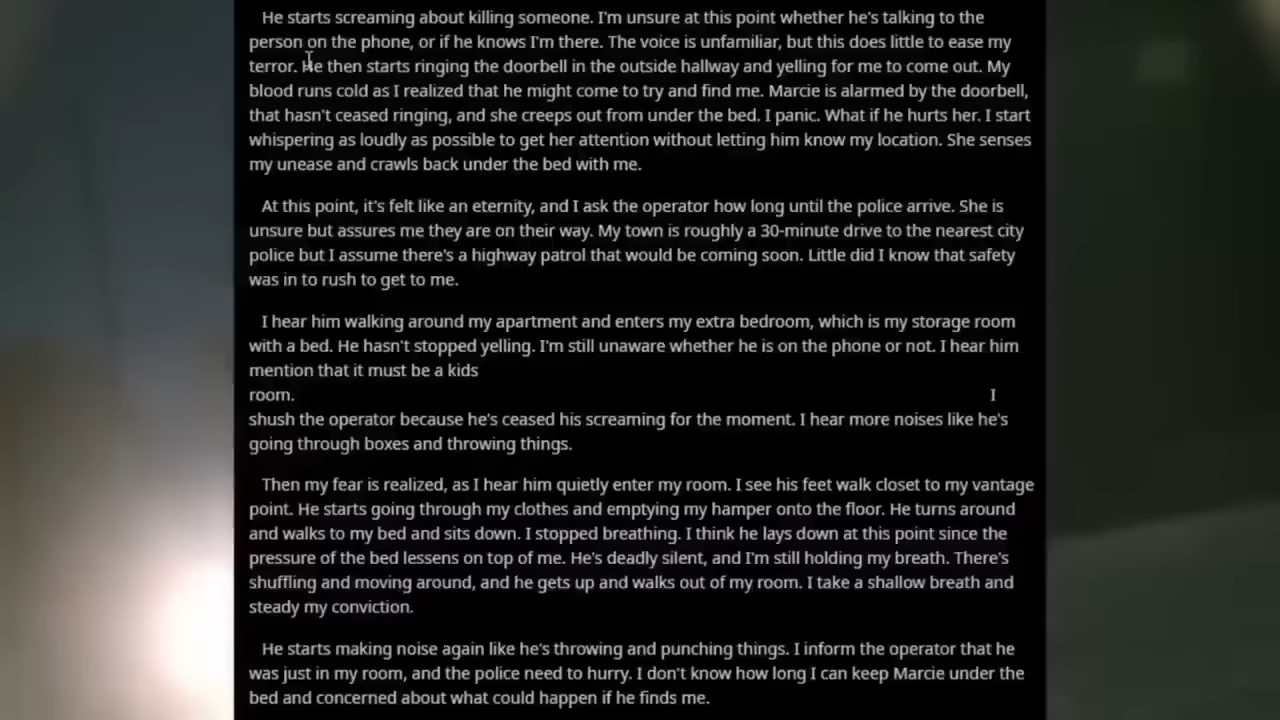 He starts screaming about killing someone. I'm unsure at this point whether he's talking to the
person on the phone, or if he knows I'm there. The voice is unfamiliar, but this does little to ease my
terror. He then starts ringing the doorbell in the outside hallway and yelling for me to come out. My
blood runs cold as I realized that he might come to try and find me. Marcie is alarmed by the doorbell,
that hasn't ceased ringing, and she creeps out from under the bed. I panic. What if he hurts her. I start
whispering as loudly as possible to get her attention without letting him know my location. She senses
my unease and crawls back under the bed with me.
At this point, it's felt like an eternity, and I ask the operator how long until the police arrive. She is
unsure but assures me they are on their way. My town is roughly a 30-minute drive to the nearest city
police but I assume there's a highway patrol that would be coming soon. Little did I know that safety
was in to rush to get to me.
I hear him walking around my apartment and enters my extra bedroom, which is my storage room
with a bed. He hasn't stopped yelling. I'm still unaware whether he is on the phone or not. I hear him
mention that it must be a kids
room. I
shush the operator because he's ceased his screaming for the moment. I hear more noises like he's
going through boxes and throwing things.
Then my fear is realized, as I hear him quietly enter my room. I see his feet walk closet to my vantage
point. He starts going through my clothes and emptying my hamper onto the floor. He turns around
and walks to my bed and sits down. I stopped breathing. I think he lays down at this point since the
pressure of the bed lessens on top of me. He's deadly silent, and I'm still holding my breath. There's
shuffling and moving around, and he gets up and walks out of my room. I take a shallow breath and
steady my conviction.
He starts making noise again like he's throwing and punching things. I inform the operator that he
was just in my room, and the police need to hurry. I don't know how long I can keep Marcie under the
bed and concerned about what could happen if he finds me.